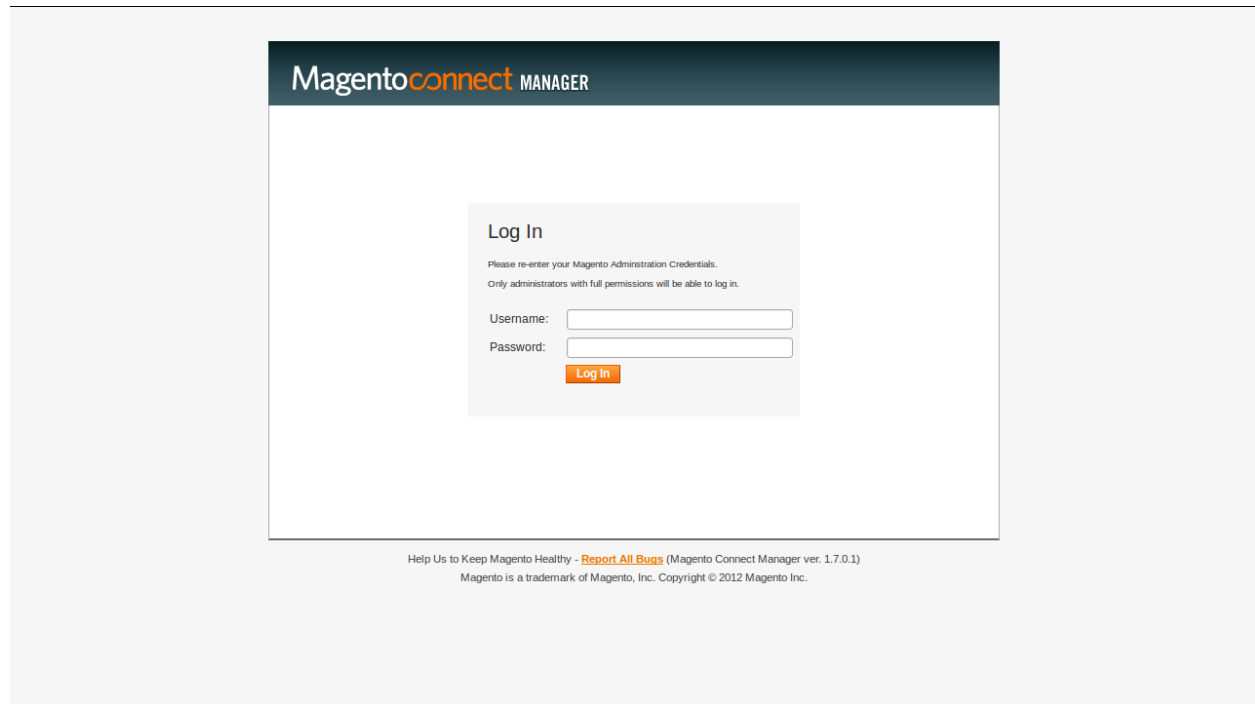 Magentoconnect MANAGER
Log In
Please re-enter your Magento Adminstration Credentials.
Only administrators with full permissions will be able to log in.
Username:
Password:
Log In
Help Us to Keep Magento Healthy - Report All Bugs (Magento Connect Manager ver. 1.7.0.1)
Magento is a trademark of Magento, Inc. Copyright © 2012 Magento Inc.